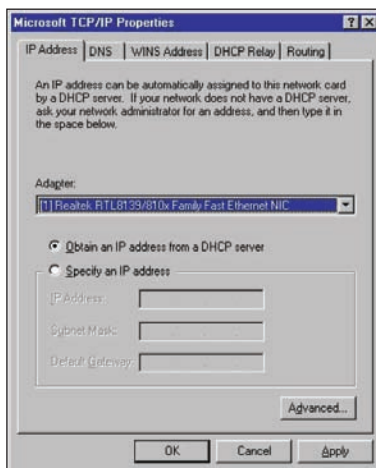 Microsoft TCP/IP Properties
IP Address DNS WINS Address DHCP Relay Routing
An IP address can be automatically assigned to this network card
by a DHCP server. If your network does not have a DHCP server,
ask your network administrator for an address, and then type it in
the space below.
Adapter:
[1] Realtek RTL8139/810x Family Fast Ethernet NIC
Obtain an IP address from a DHCP server
Specify an IP address
IP Address:
Subnet Mask:
Default Gateway:
Advanced...
OK Cancel Apply